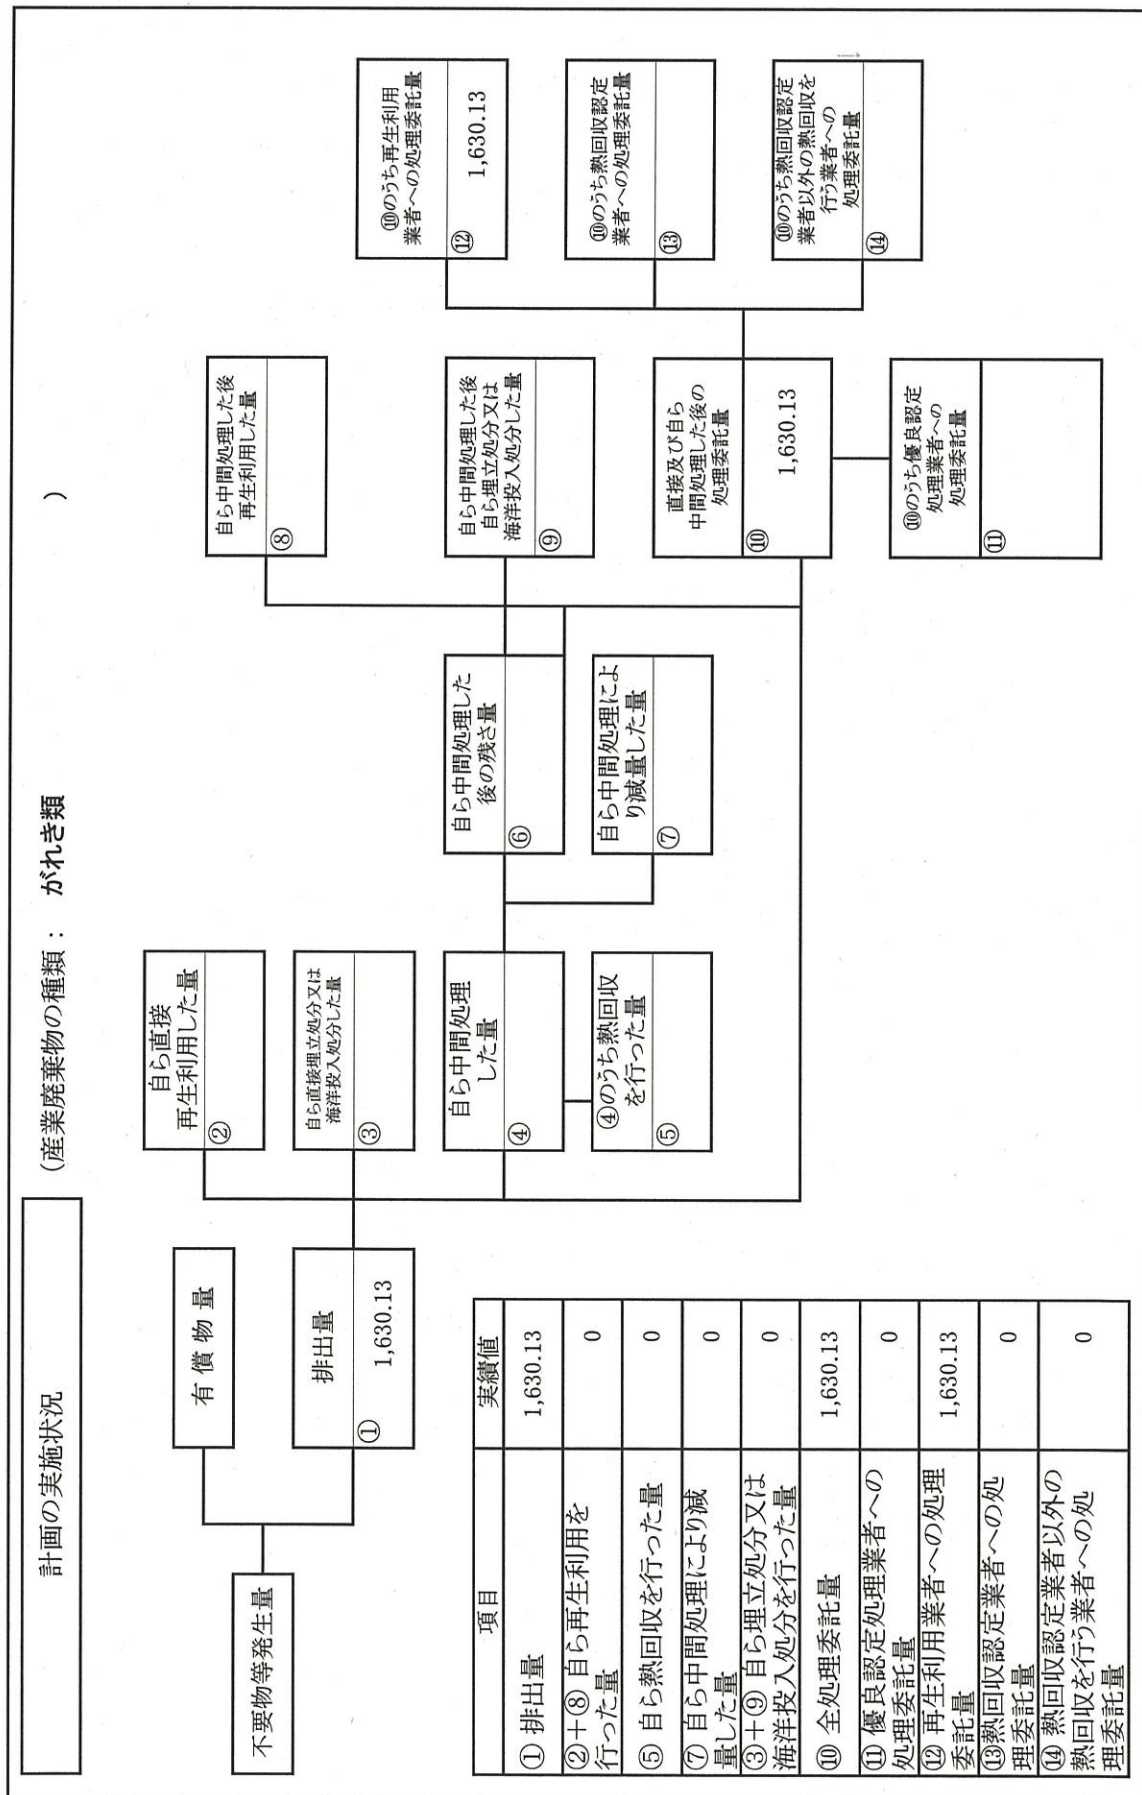 計画の実施状況
(産業廃棄物の種類： がれき類 )
不要物等発生量
有償物量
排出量
①
1,630.13
自ら直接
再生利用した量
②
自ら直接埋立処分又は
海洋投入処分した量
③
自ら中間処理
した量
④
④のうち熱回収
を行った量
⑤
自ら中間処理した
後の残さ量
⑥
自ら中間処理によ
り減量した量
⑦
自ら中間処理した後
再生利用した量
⑧
自ら中間処理した後
自ら埋立処分又は
海洋投入処分した量
⑨
直接及び自ら
中間処理した後の
処理委託量
⑩
1,630.13
⑩のうち優良認定
処理業者への
処理委託量
⑪
⑩のうち再生利用
業者への処理委託量
⑫
1,630.13
⑩のうち熱回収認定
業者への処理委託量
⑬
⑩のうち熱回収認定
業者以外の熱回収を
行う業者への
処理委託量
⑭
項目 実績値
① 排出量 1,630.13
②＋⑧ 自ら再生利用を
行った量 0
⑤ 自ら熱回収を行った量 0
⑦ 自ら中間処理により減
量した量 0
③＋⑨ 自ら埋立処分又は
海洋投入処分を行った量 0
⑩ 全処理委託量 1,630.13
⑪ 優良認定処理業者への
処理委託量 0
⑫ 再生利用業者への処理
委託量 1,630.13
⑬熱回収認定業者への処
理委託量 0
⑭ 熱回収認定業者以外の
熱回収を行う業者への処
理委託量 0